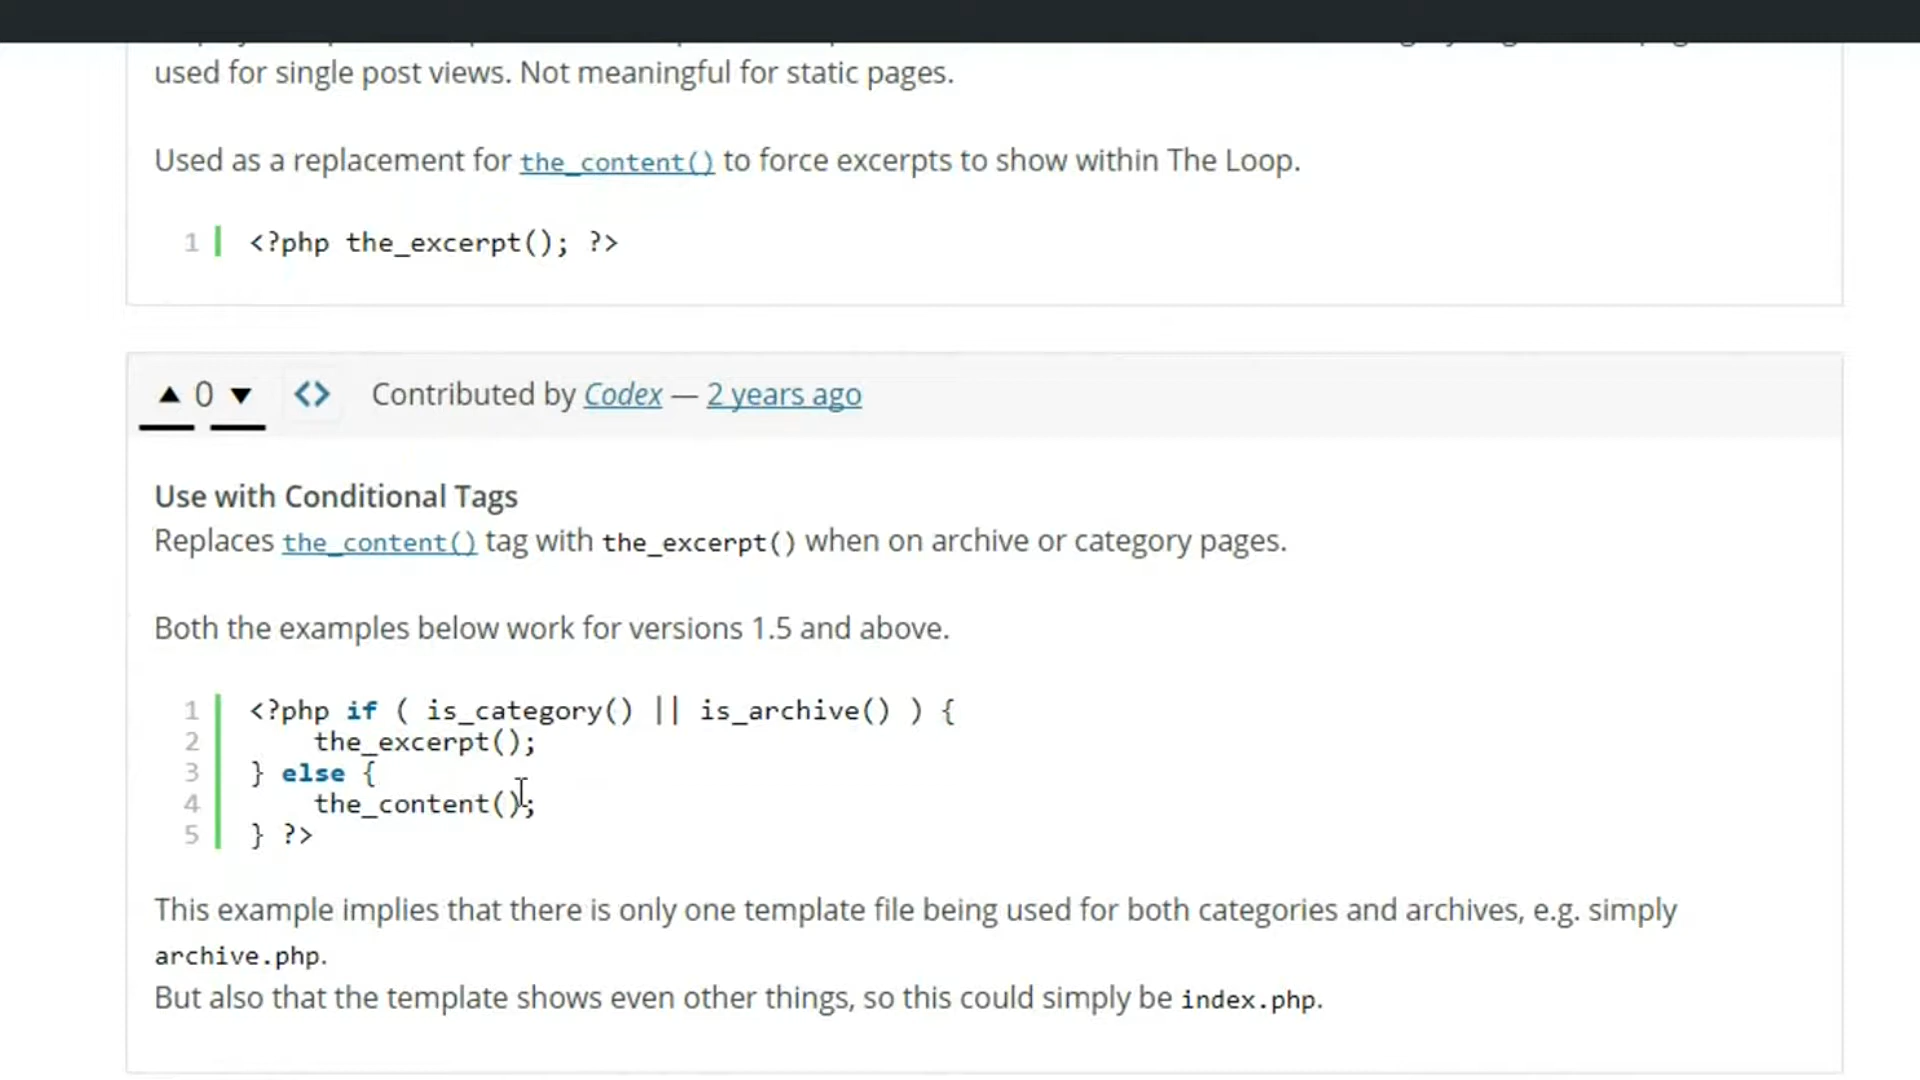 used for single post views. Not meaningful for static pages.
Used as a replacement for the_content() to force excerpts to show within The Loop.
1 <?php the_excerpt(); ?>
▲ 0 ▼ <> Contributed by Codex — 2 years ago
Use with Conditional Tags
Replaces the_content() tag with the_excerpt() when on archive or category pages.
Both the examples below work for versions 1.5 and above.
1 <?php if ( is_category() || is_archive() ) {
2     the_excerpt();
3 } else {
4     the_content();
5 } ?>
This example implies that there is only one template file being used for both categories and archives, e.g. simply
archive.php.
But also that the template shows even other things, so this could simply be index.php.